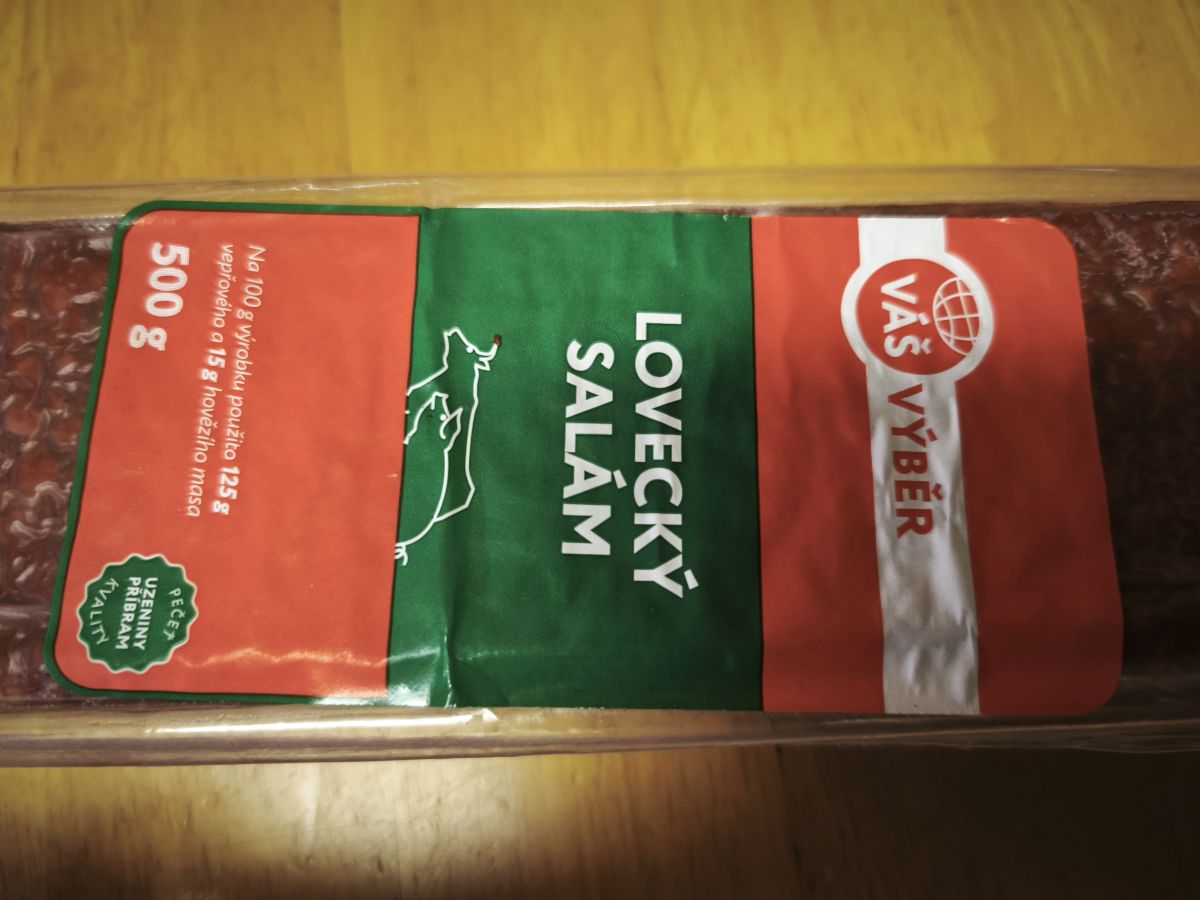 VÁŠ VÝBĚR
LOVECKÝ
SALÁM
Na 100 g výrobku použito 125 g
vepřového a 15 g hovězího masa
500 g
PEČEŤ
UZENINY
PŘÍBRAM
KVALITY